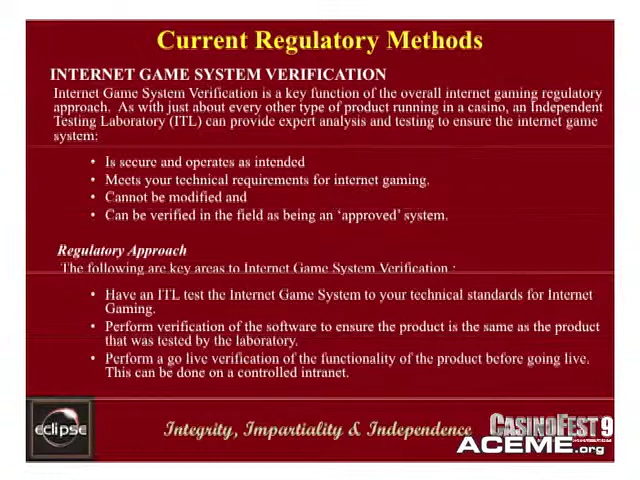 Current Regulatory Methods
INTERNET GAME SYSTEM VERIFICATION
Internet Game System Verification is a key function of the overall internet gaming regulatory
approach. As with just about every other type of product running in a casino, an Independent
Testing Laboratory (ITL) can provide expert analysis and testing to ensure the internet game
system:
• Is secure and operates as intended
• Meets your technical requirements for internet gaming.
• Cannot be modified and
• Can be verified in the field as being an ‘approved’ system.
Regulatory Approach
The following are key areas to Internet Game System Verification :
• Have an ITL test the Internet Game System to your technical standards for Internet
Gaming.
• Perform verification of the software to ensure the product is the same as the product
that was tested by the laboratory.
• Perform a go live verification of the functionality of the product before going live.
This can be done on a controlled intranet.
eclipse
Integrity, Impartiality & Independence
CASINOFEST 9
ACEME.org